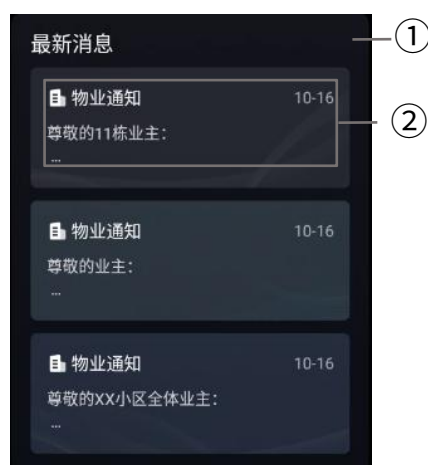 最新消息
①
物业通知 10-16
尊敬的11栋业主：
...
②
物业通知 10-16
尊敬的业主：
...
物业通知 10-16
尊敬的XX小区全体业主：
...